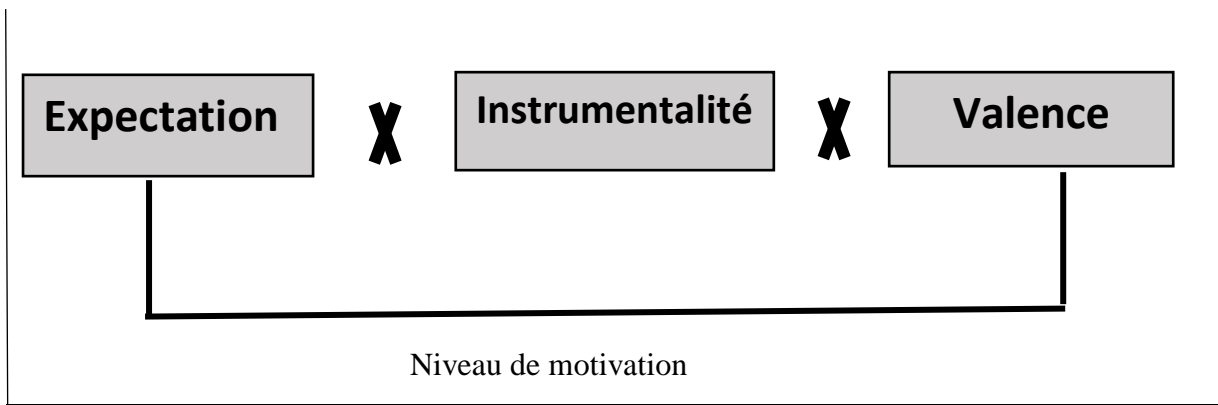 Expectation X Instrumentalité X Valence
Niveau de motivation